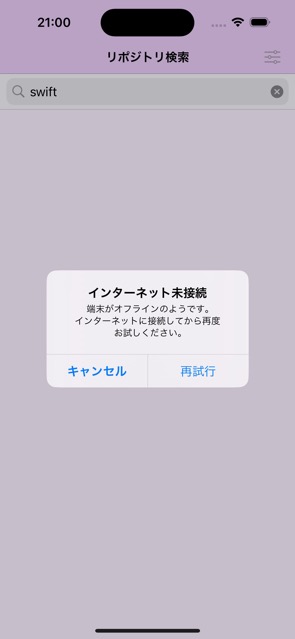 21:00
リポジトリ検索
swift
インターネット未接続
端末がオフラインのようです。
インターネットに接続してから再度
お試しください。
キャンセル
再試行